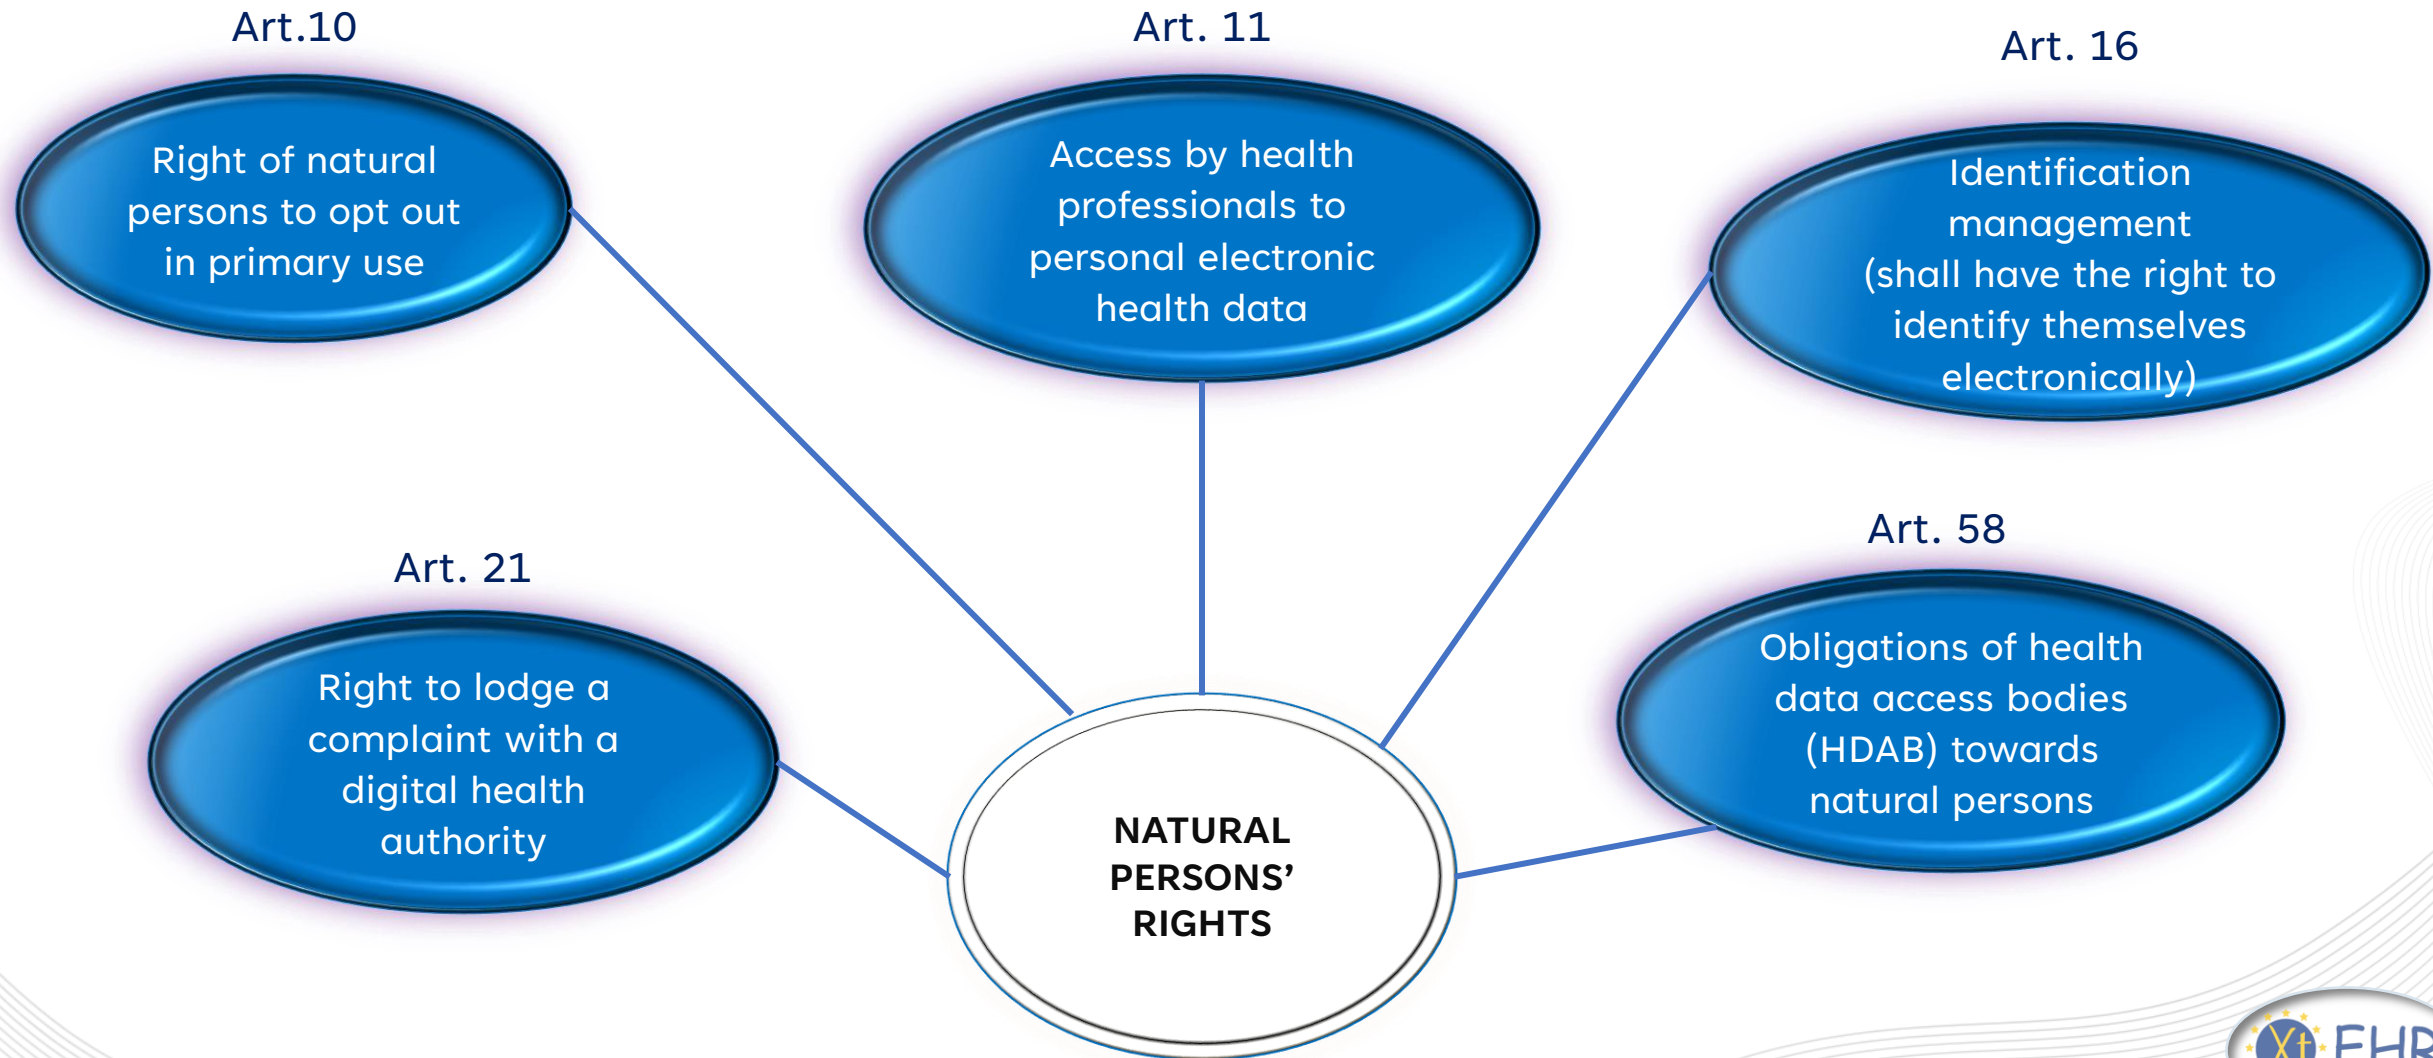 Art.10
Right of natural
persons to opt out
in primary use
Art. 11
Access by health
professionals to
personal electronic
health data
Art. 16
Identification
management
(shall have the right to
identify themselves
electronically)
Art. 21
Right to lodge a
complaint with a
digital health
authority
Art. 58
Obligations of health
data access bodies
(HDAB) towards
natural persons
NATURAL
PERSONS’
RIGHTS
Xt EHR